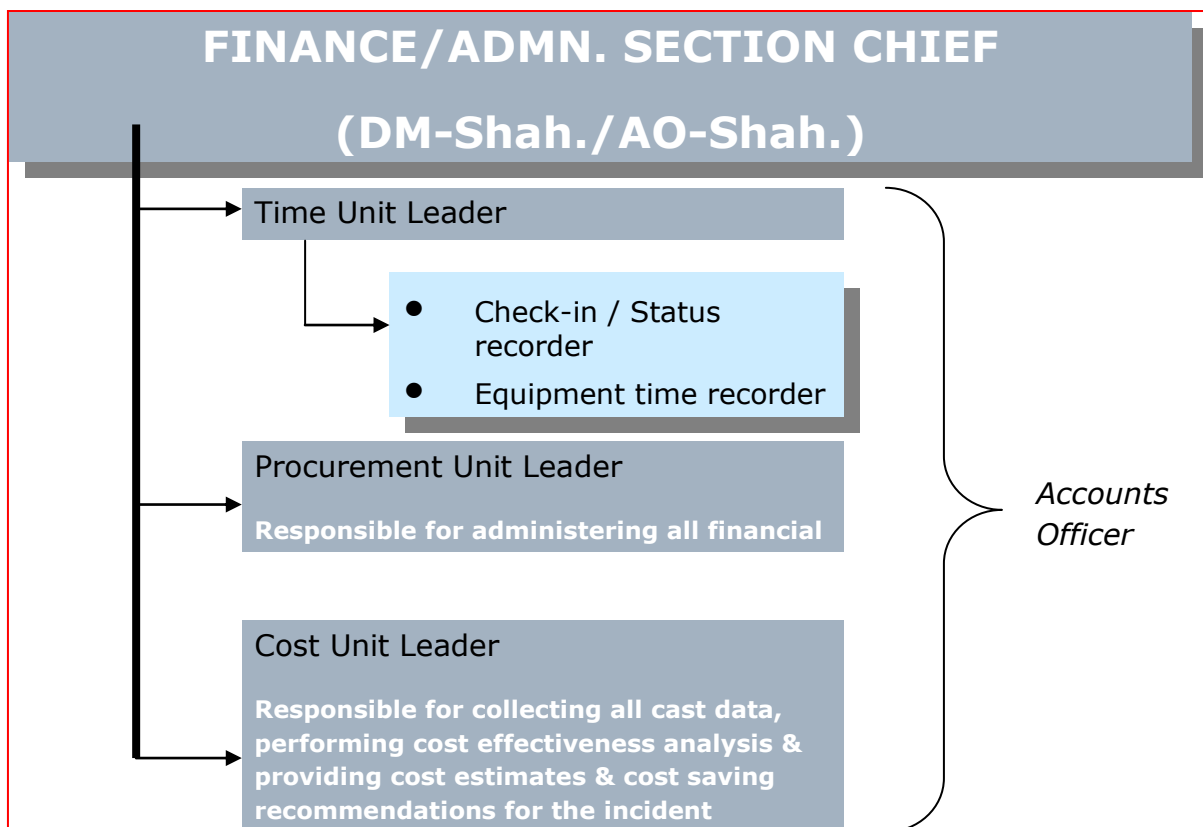 FINANCE/ADMN. SECTION CHIEF
(DM-Shah./AO-Shah.)
Time Unit Leader
● Check-in / Status
recorder
● Equipment time recorder
Procurement Unit Leader
Responsible for administering all financial
Cost Unit Leader
Responsible for collecting all cast data,
performing cost effectiveness analysis &
providing cost estimates & cost saving
recommendations for the incident
Accounts
Officer